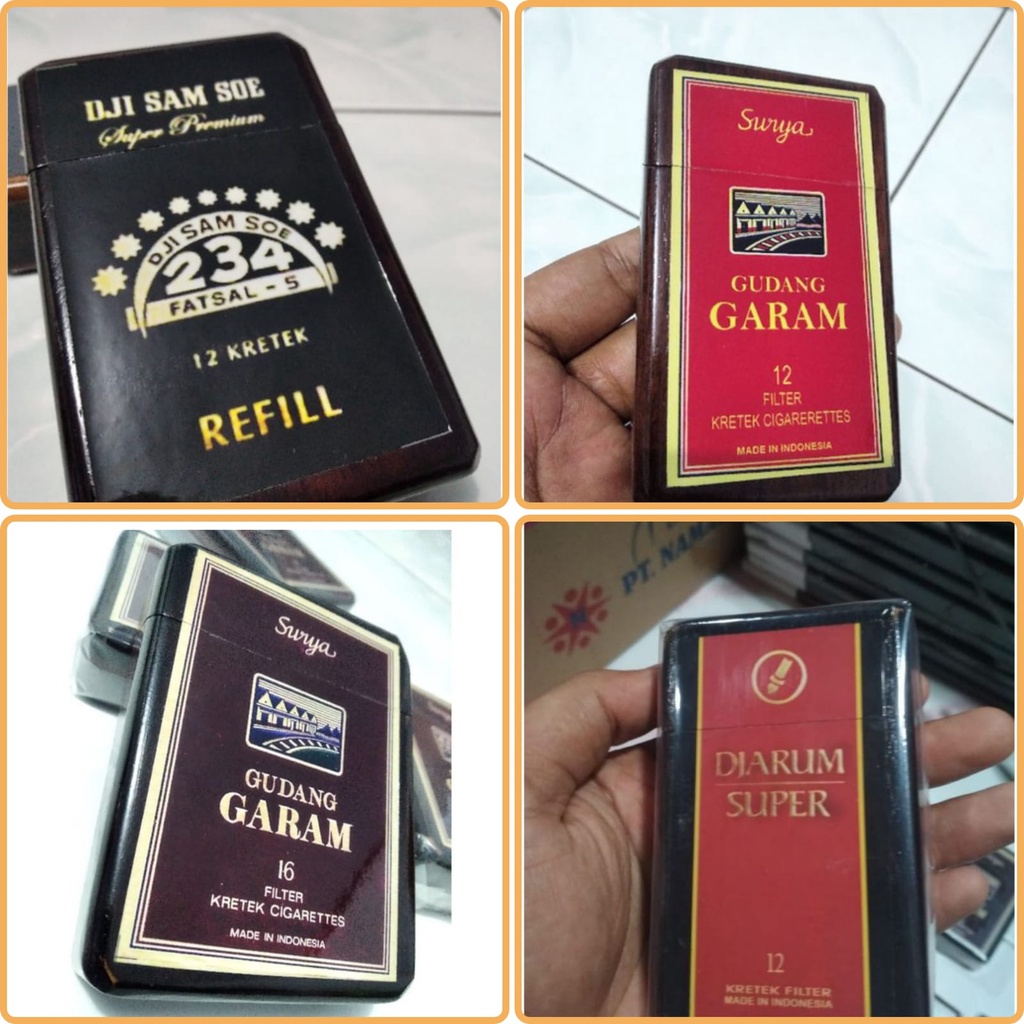 DJI SAM SOE
Super Premium
DJI SAM SOE
234
FATSAL - 5
12 KRETEK
REFILL
Surya
GUDANG
GARAM
12
FILTER
KRETEK CIGARERETTES
MADE IN INDONESIA
Surya
GUDANG
GARAM
16
FILTER
KRETEK CIGARETTES
MADE IN INDONESIA
PT. NAM
DJARUM
SUPER
12
KRETEK FILTER
MADE IN INDONESIA